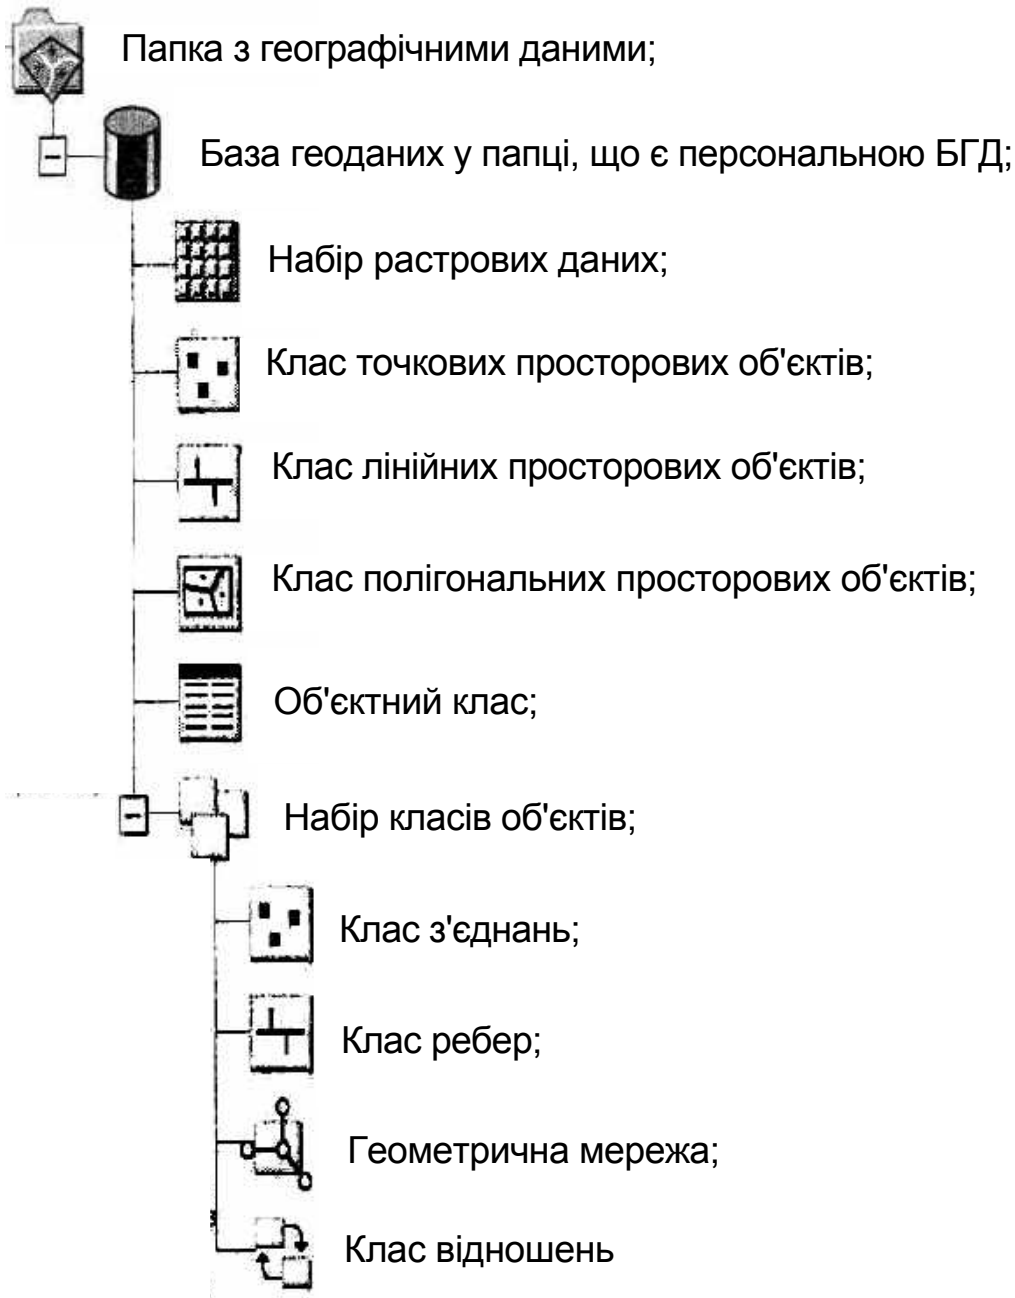 Папка з географічними даними;
База геоданих у папці, що є персональною БГД;
Набір растрових даних;
Клас точкових просторових об'єктів;
Клас лінійних просторових об'єктів;
Клас полігональних просторових об'єктів;
Об'єктний клас;
Набір класів об'єктів;
Клас з'єднань;
Клас ребер;
Геометрична мережа;
Клас відношень